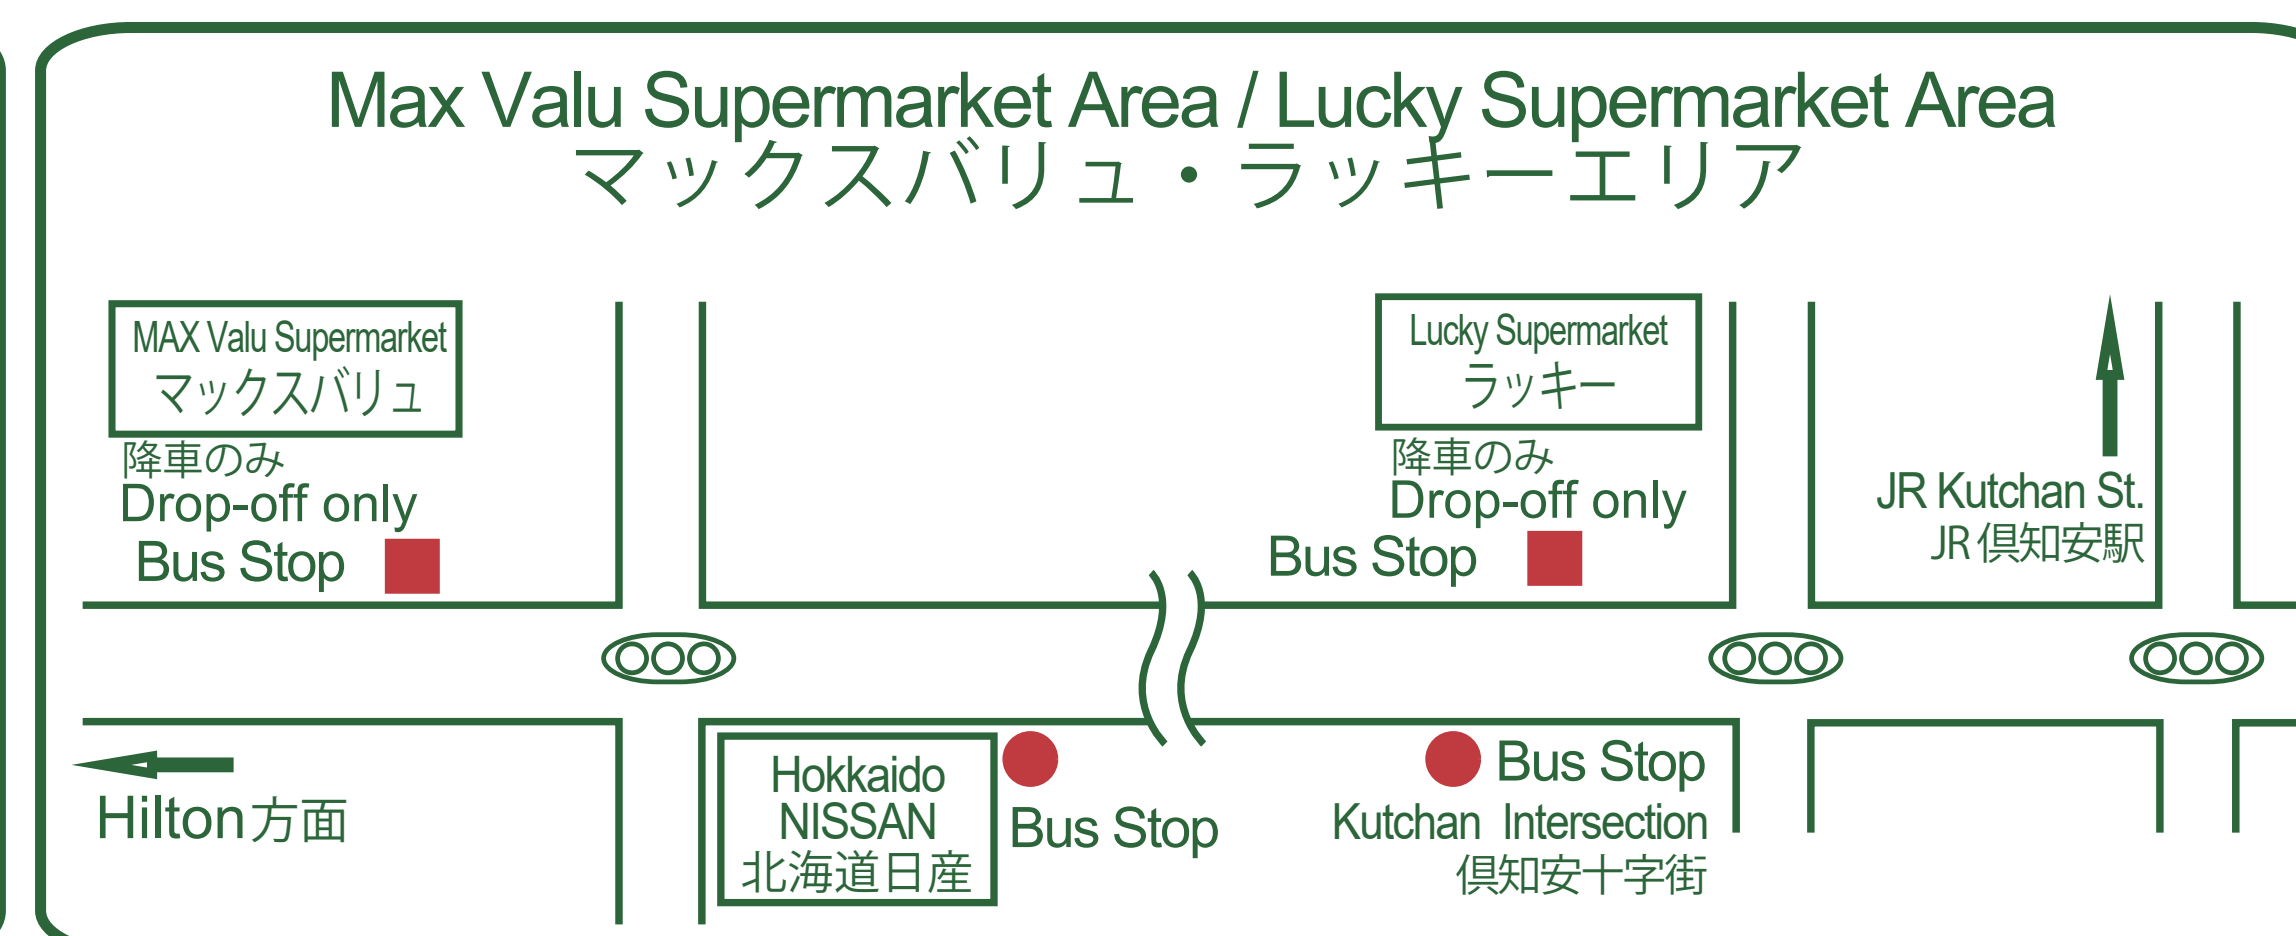 Max Valu Supermarket Area / Lucky Supermarket Area
マックスバリュ・ラッキーエリア
MAX Valu Supermarket
マックスバリュ
降車のみ
Drop-off only
Bus Stop
Lucky Supermarket
ラッキー
降車のみ
Drop-off only
Bus Stop
JR Kutchan St.
JR 倶知安駅
Hilton方面
Hokkaido
NISSAN
北海道日産
Bus Stop
Bus Stop
Kutchan Intersection
倶知安十字街